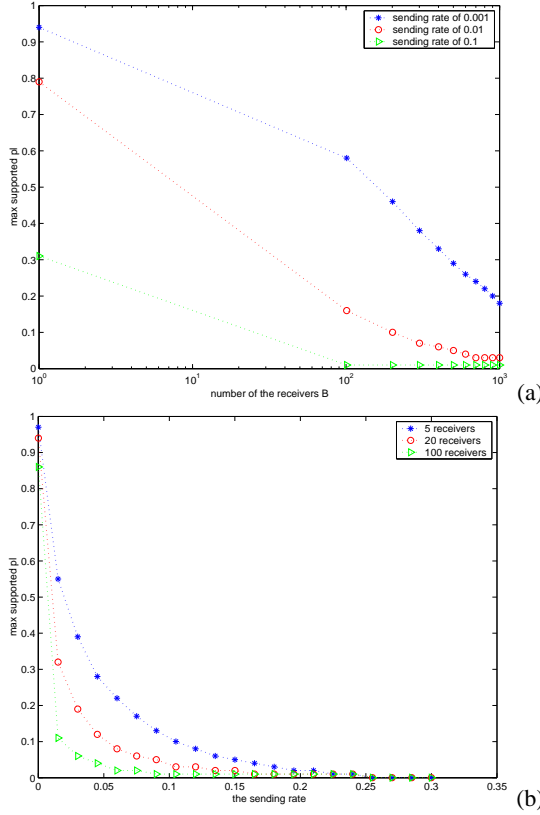 1
0.9
0.8
0.7
0.6
0.5
0.4
0.3
0.2
0.1
0
max supported pl
sending rate of 0.001
sending rate of 0.01
sending rate of 0.1
10^0
10^1
10^2
10^3
number of the receivers B
(a)
1
0.9
0.8
0.7
0.6
0.5
0.4
0.3
0.2
0.1
0
max supported pl
5 receivers
20 receivers
100 receivers
0
0.05
0.1
0.15
0.2
0.25
0.3
0.35
the sending rate
(b)